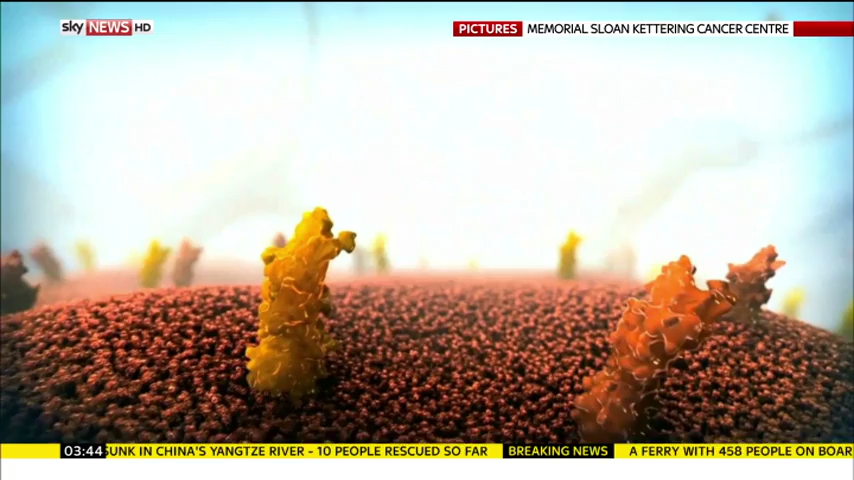 sky NEWS HD
PICTURES MEMORIAL SLOAN KETTERING CANCER CENTRE
03:44 SUNK IN CHINA'S YANGTZE RIVER - 10 PEOPLE RESCUED SO FAR BREAKING NEWS A FERRY WITH 458 PEOPLE ON BOAR